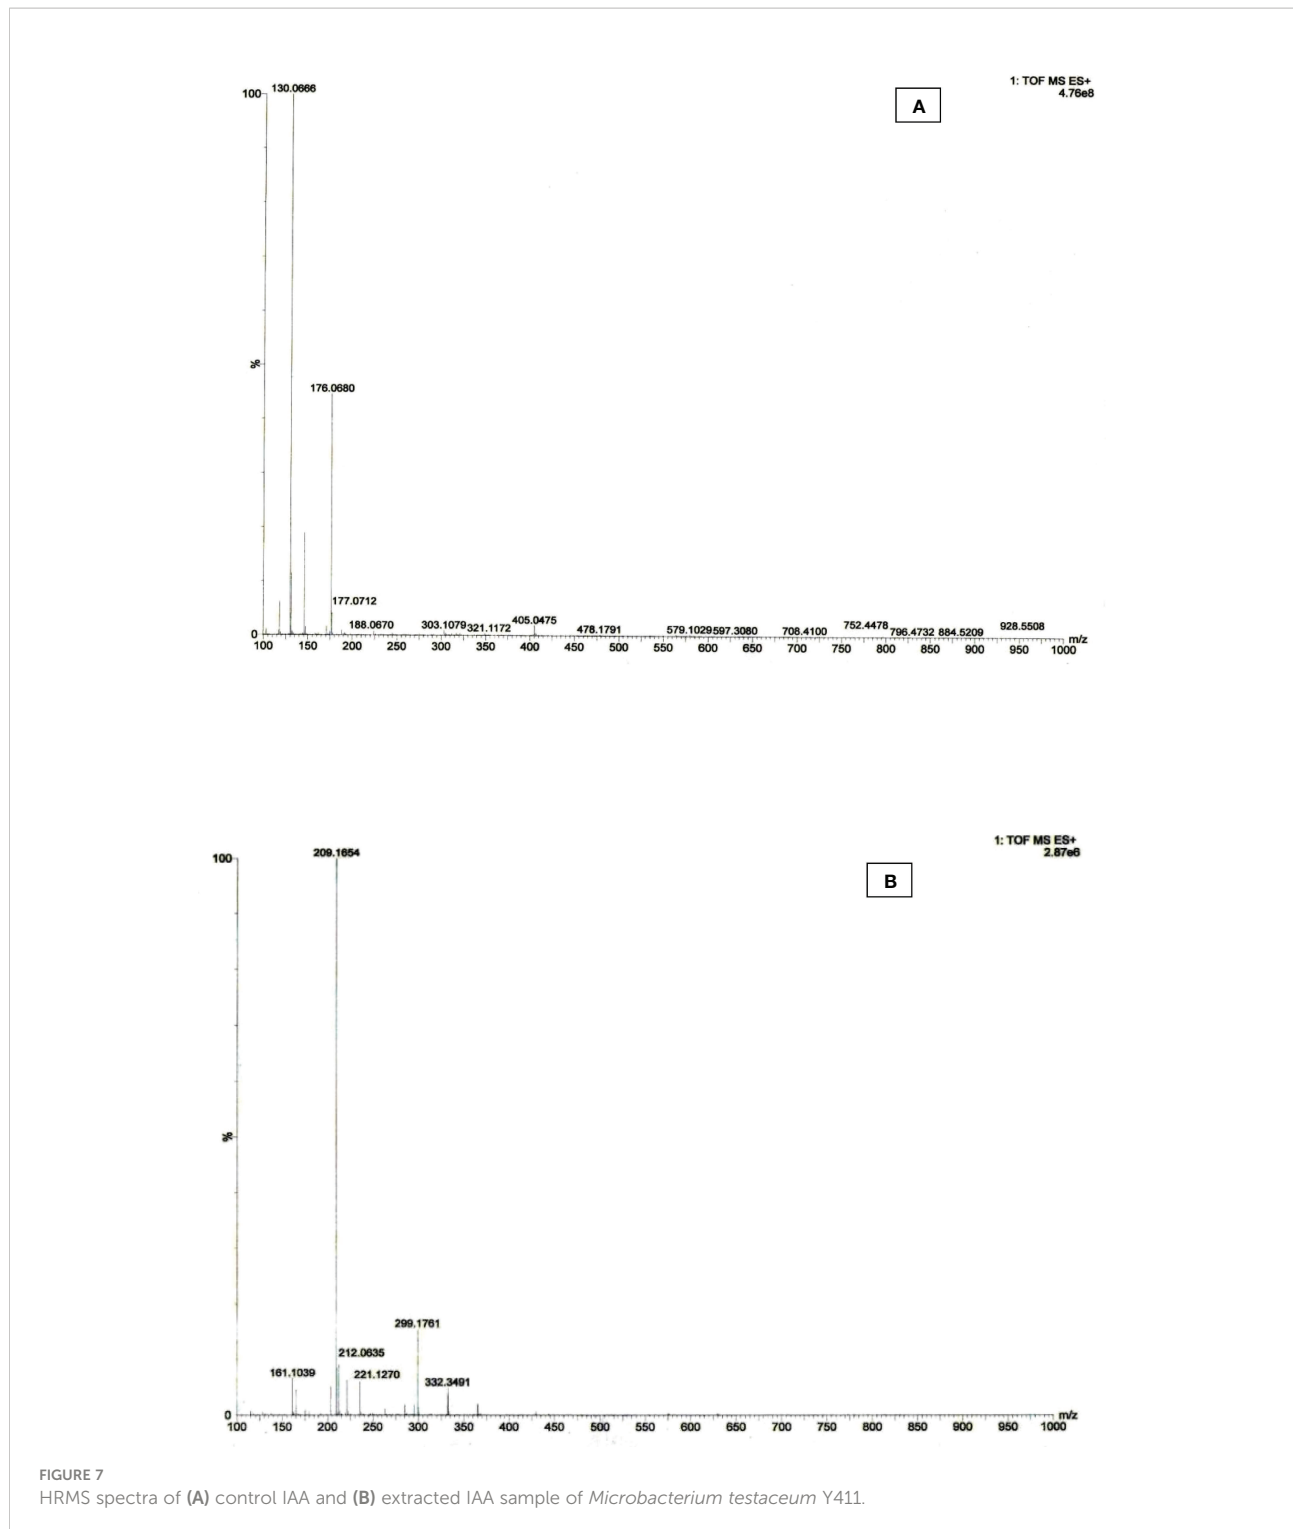 1: TOF MS ES+
4.76e8
A
100
130.0666
%
176.0680
177.0712
188.0670
303.1079
321.1172
405.0475
478.1791
579.1029
597.3080
708.4100
752.4478
796.4732
884.5209
928.5508
0
m/z
100 150 200 250 300 350 400 450 500 550 600 650 700 750 800 850 900 950 1000
1: TOF MS ES+
2.87e6
B
100
209.1654
%
299.1761
212.0635
161.1039
221.1270
332.3491
0
m/z
100 150 200 250 300 350 400 450 500 550 600 650 700 750 800 850 900 950 1000
FIGURE 7
HRMS spectra of (A) control IAA and (B) extracted IAA sample of Microbacterium testaceum Y411.